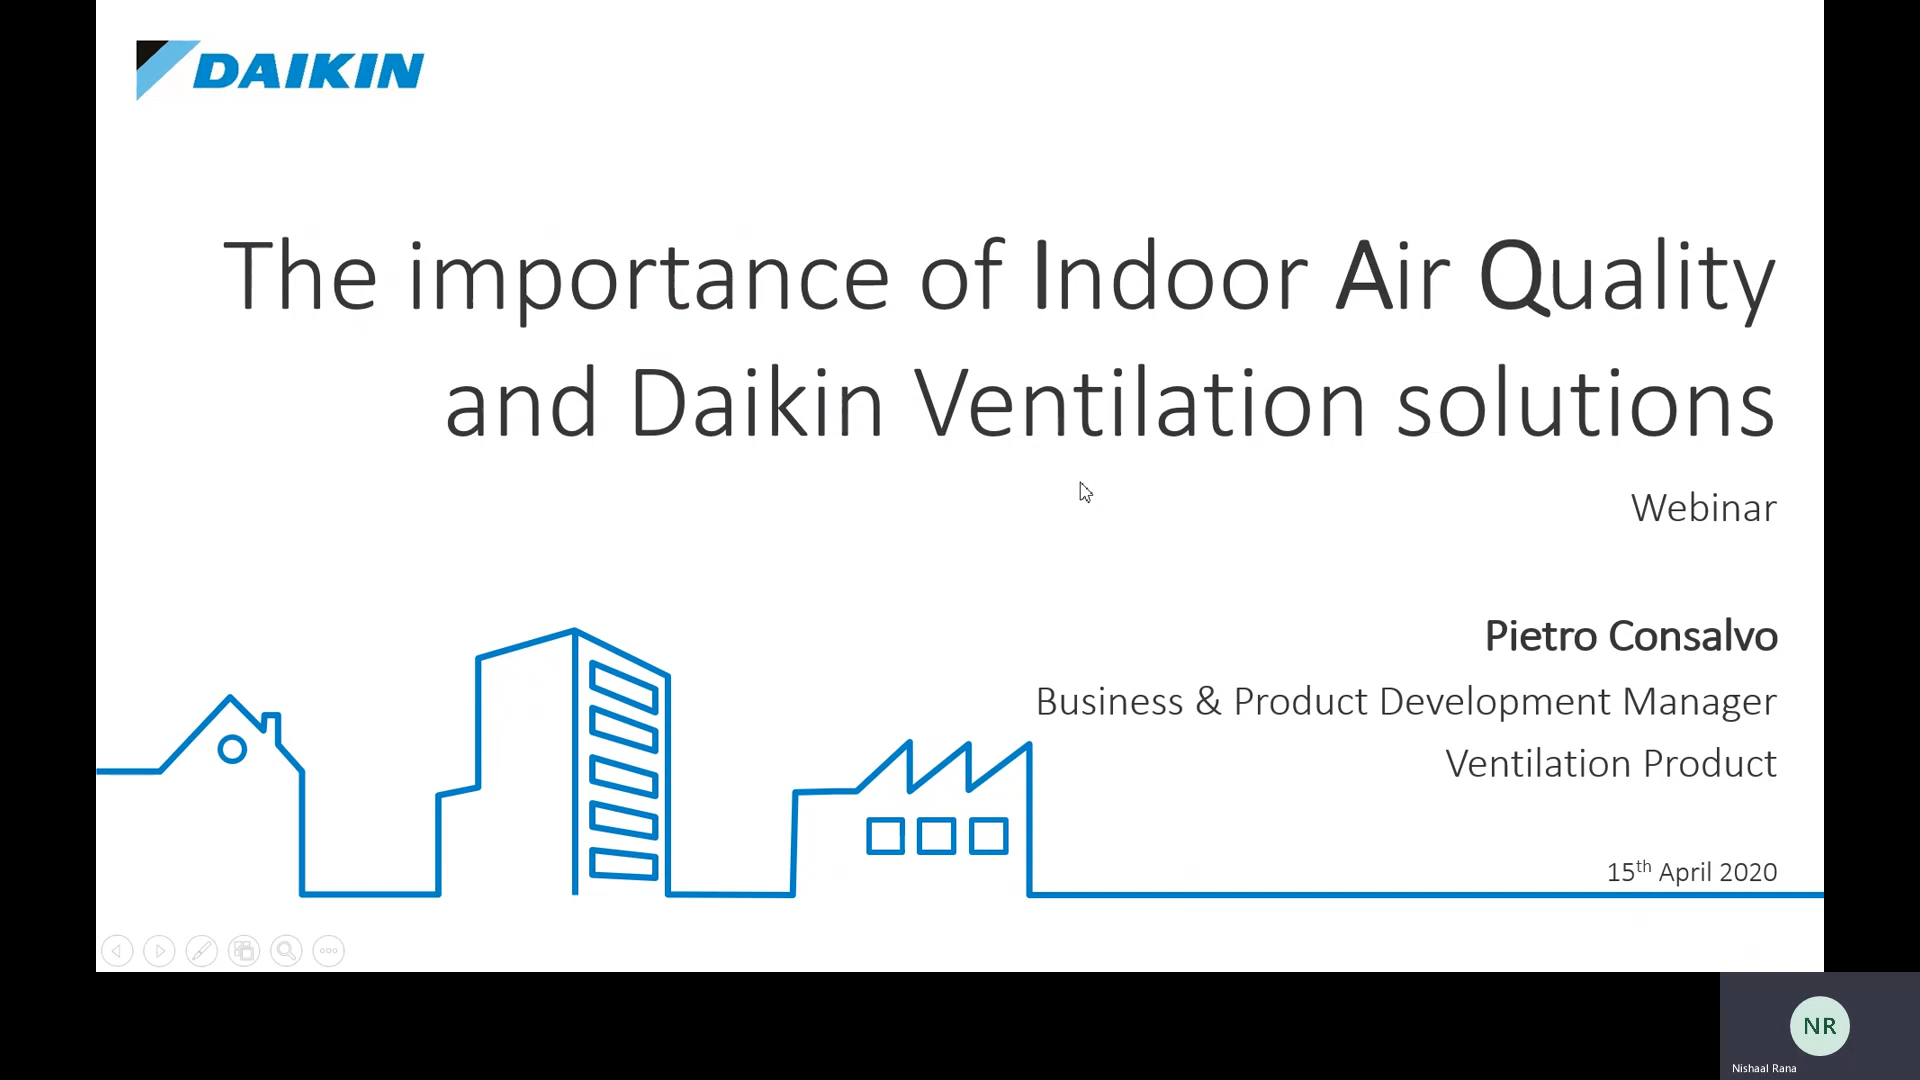 DAIKIN
The importance of Indoor Air Quality
and Daikin Ventilation solutions
Webinar
Pietro Consalvo
Business & Product Development Manager
Ventilation Product
15th April 2020
NR
Nishaal Rana